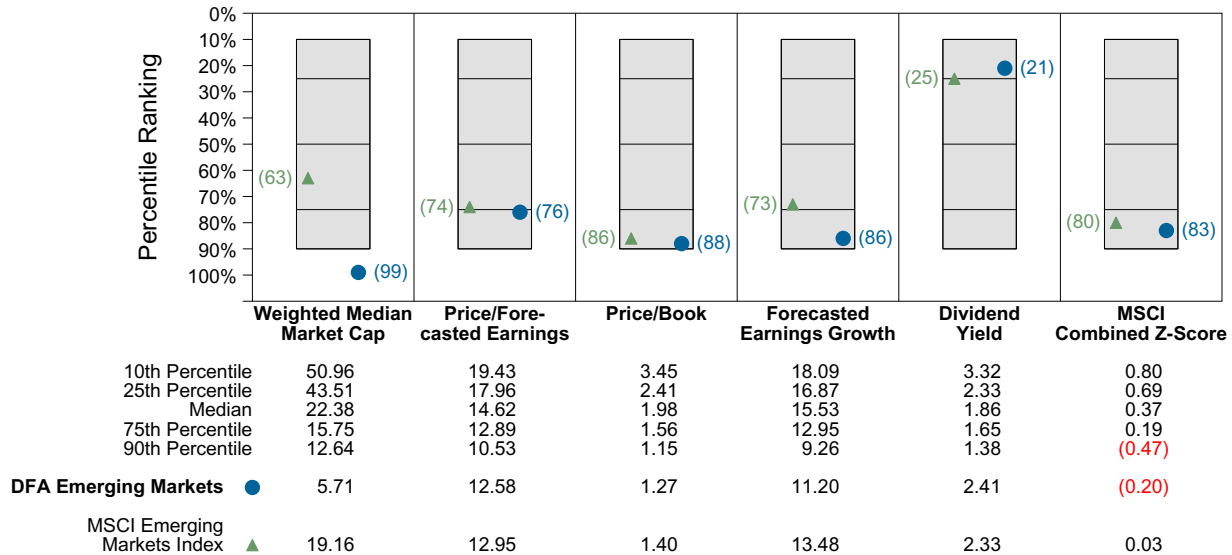 0%
10%
20%
30%
40%
50%
60%
70%
80%
90%
100%
Percentile Ranking
(63)
(99)
(74)
(76)
(86)
(88)
(73)
(86)
(25)
(21)
(80)
(83)
Weighted Median
Market Cap
Price/Fore-
casted Earnings
Price/Book
Forecasted
Earnings Growth
Dividend
Yield
MSCI
Combined Z-Score
10th Percentile 50.96 19.43 3.45 18.09 3.32 0.80
25th Percentile 43.51 17.96 2.41 16.87 2.33 0.69
Median 22.38 14.62 1.98 15.53 1.86 0.37
75th Percentile 15.75 12.89 1.56 12.95 1.65 0.19
90th Percentile 12.64 10.53 1.15 9.26 1.38 (0.47)
DFA Emerging Markets 5.71 12.58 1.27 11.20 2.41 (0.20)
MSCI Emerging
Markets Index 19.16 12.95 1.40 13.48 2.33 0.03